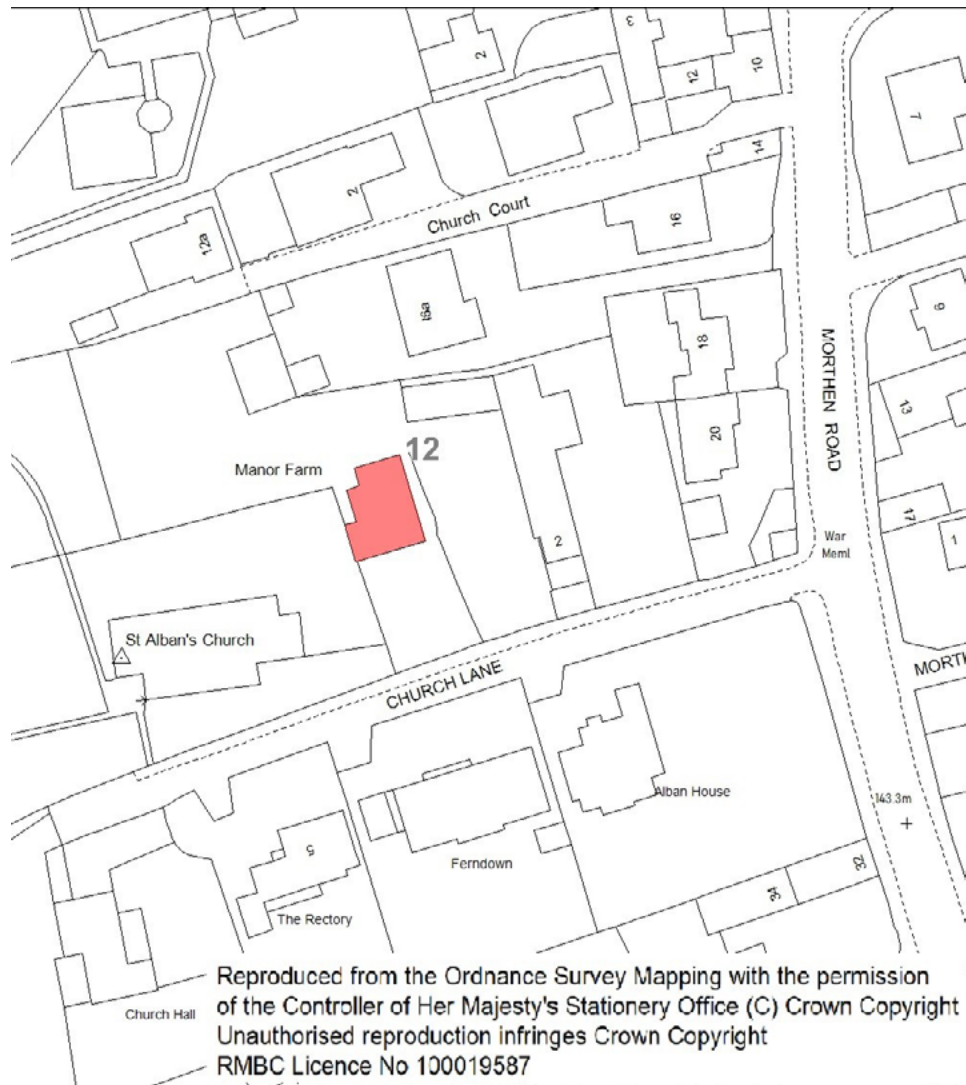 3
2
12
10
7
14
2
Church Court
16
12a
16a
9
18
MORTHEN ROAD
13
20
12
Manor Farm
17
2
War
Meml
1
St Alban's Church
CHURCH LANE
MORTH
Alban House
143.3m
5
Ferndown
32
34
The Rectory
Church Hall
Reproduced from the Ordnance Survey Mapping with the permission
of the Controller of Her Majesty's Stationery Office (C) Crown Copyright
Unauthorised reproduction infringes Crown Copyright
RMBC Licence No 100019587